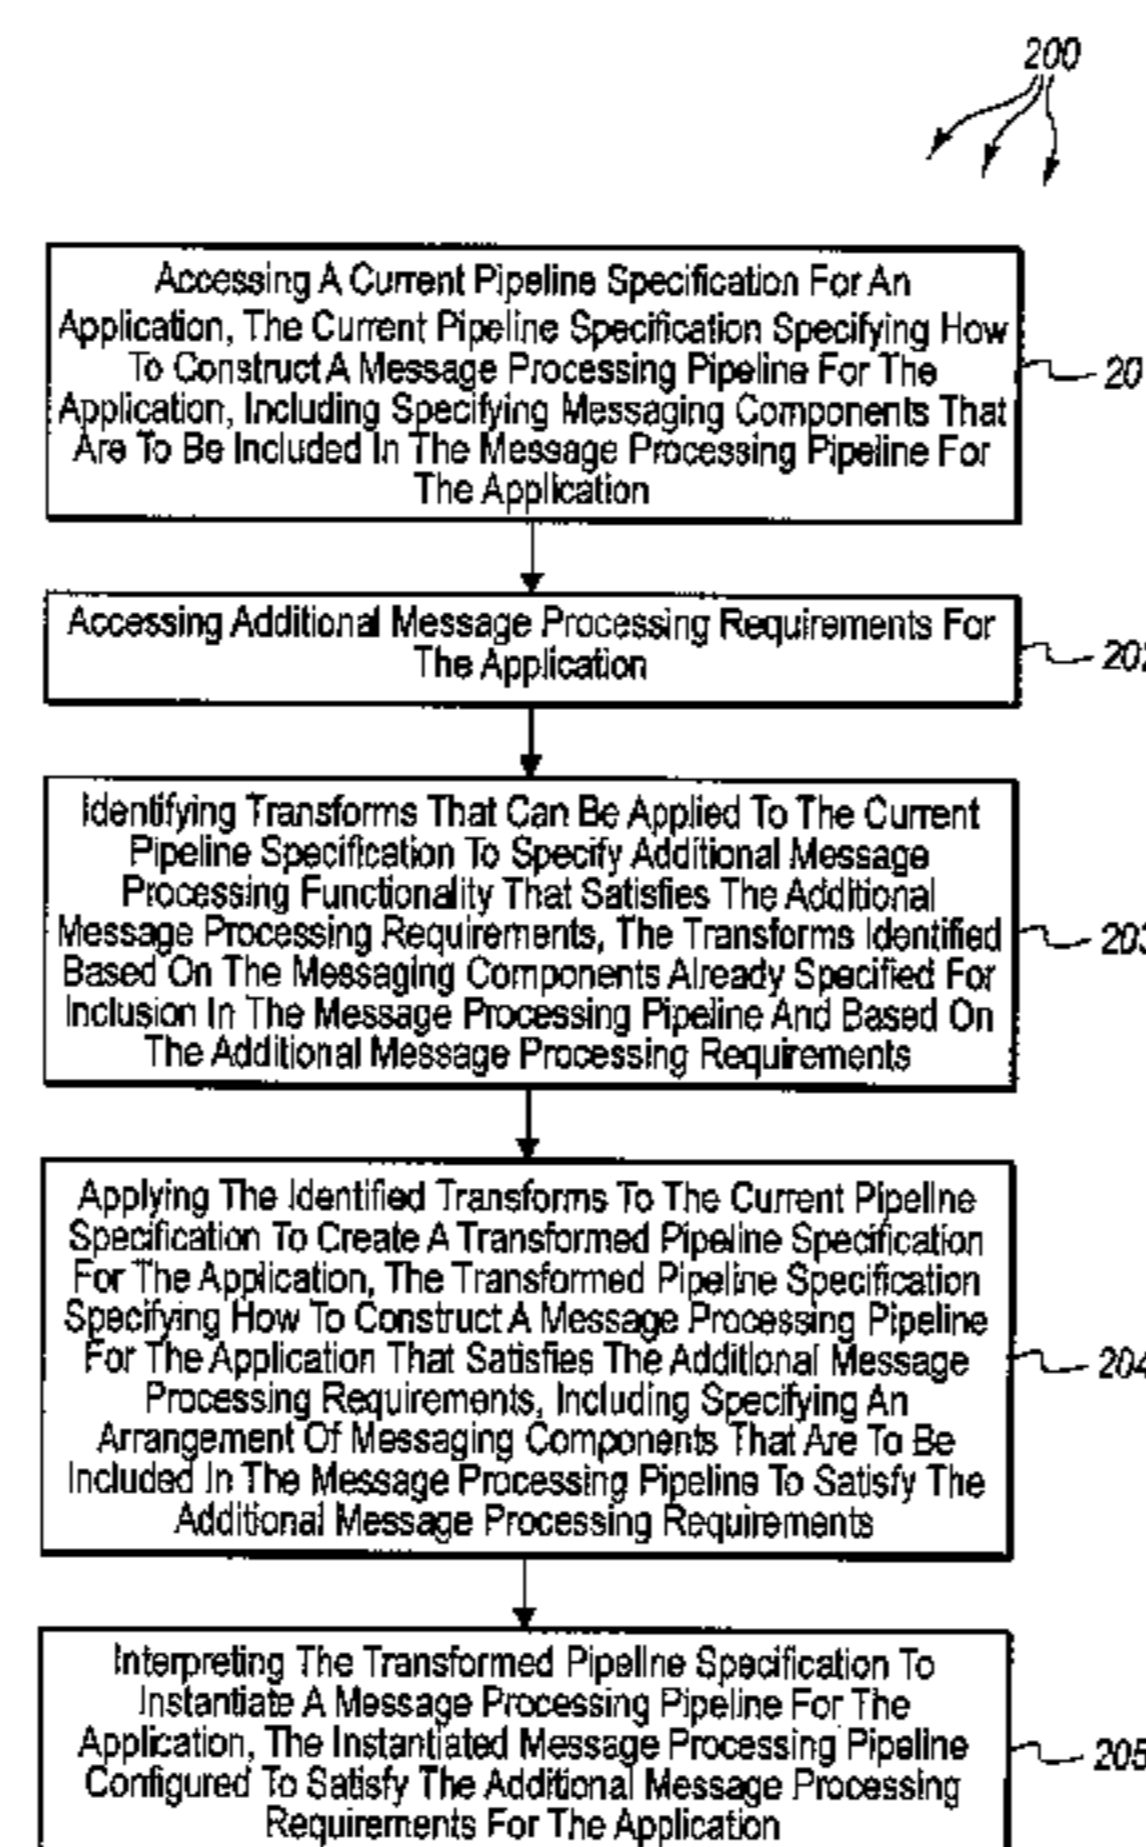 200
Accessing A Current Pipeline Specification For An
Application, The Current Pipeline Specification Specifying How
To Construct A Message Processing Pipeline For The
Application, Including Specifying Messaging Components That
Are To Be Included In The Message Processing Pipeline For
The Application
20
Accessing Additional Message Processing Requirements For
The Application
202
Identifying Transforms That Can Be Applied To The Current
Pipeline Specification To Specify Additional Message
Processing Functionality That Satisfies The Additional
Message Processing Requirements, The Transforms Identified
Based On The Messaging Components Already Specified For
Inclusion In The Message Processing Pipeline And Based On
The Additional Message Processing Requirements
203
Applying The Identified Transforms To The Current Pipeline
Specification To Create A Transformed Pipeline Specification
For The Application, The Transformed Pipeline Specification
Specifying How To Construct A Message Processing Pipeline
For The Application That Satisfies The Additional Message
Processing Requirements, Including Specifying An
Arrangement Of Messaging Components That Are To Be
Included In The Message Processing Pipeline To Satisfy The
Additional Message Processing Requirements
204
Interpreting The Transformed Pipeline Specification To
Instantiate A Message Processing Pipeline For The
Application, The Instantiated Message Processing Pipeline
Configured To Satisfy The Additional Message Processing
Requirements For The Application
205